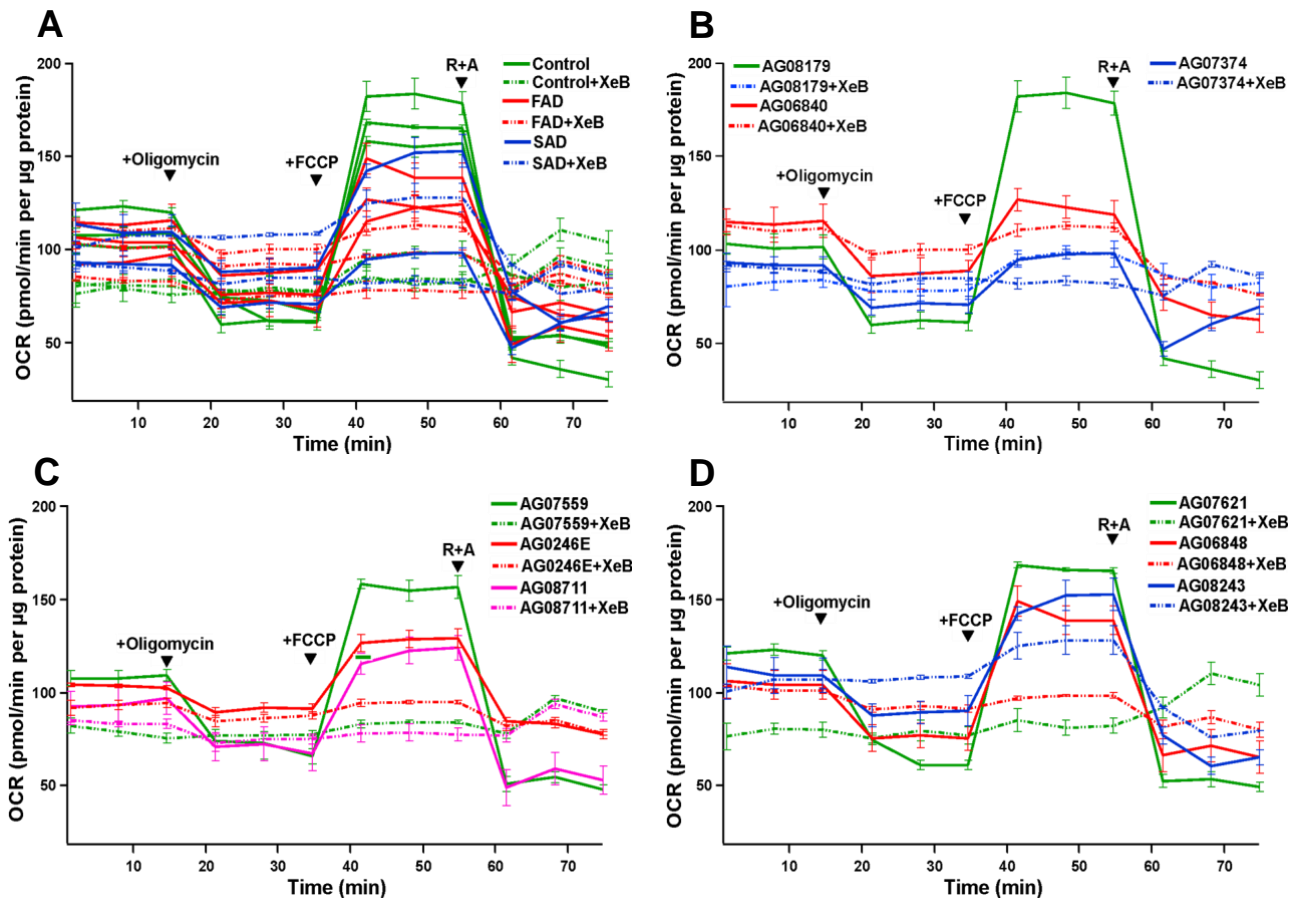 A
200
150
100
50
OCR (pmol/min per µg protein)
+Oligomycin
+FCCP
R+A
Control
Control+XeB
FAD
FAD+XeB
SAD
SAD+XeB
10 20 30 40 50 60 70
Time (min)
B
200
150
100
50
OCR (pmol/min per µg protein)
AG08179
AG08179+XeB
AG06840
AG06840+XeB
+Oligomycin
+FCCP
R+A
AG07374
AG07374+XeB
10 20 30 40 50 60 70
Time (min)
C
200
150
100
50
OCR (pmol/min per µg protein)
+Oligomycin
+FCCP
R+A
AG07559
AG07559+XeB
AG0246E
AG0246E+XeB
AG08711
AG08711+XeB
10 20 30 40 50 60 70
Time (min)
D
200
150
100
50
OCR (pmol/min per µg protein)
+Oligomycin
+FCCP
R+A
AG07621
AG07621+XeB
AG06848
AG06848+XeB
AG08243
AG08243+XeB
10 20 30 40 50 60 70
Time (min)